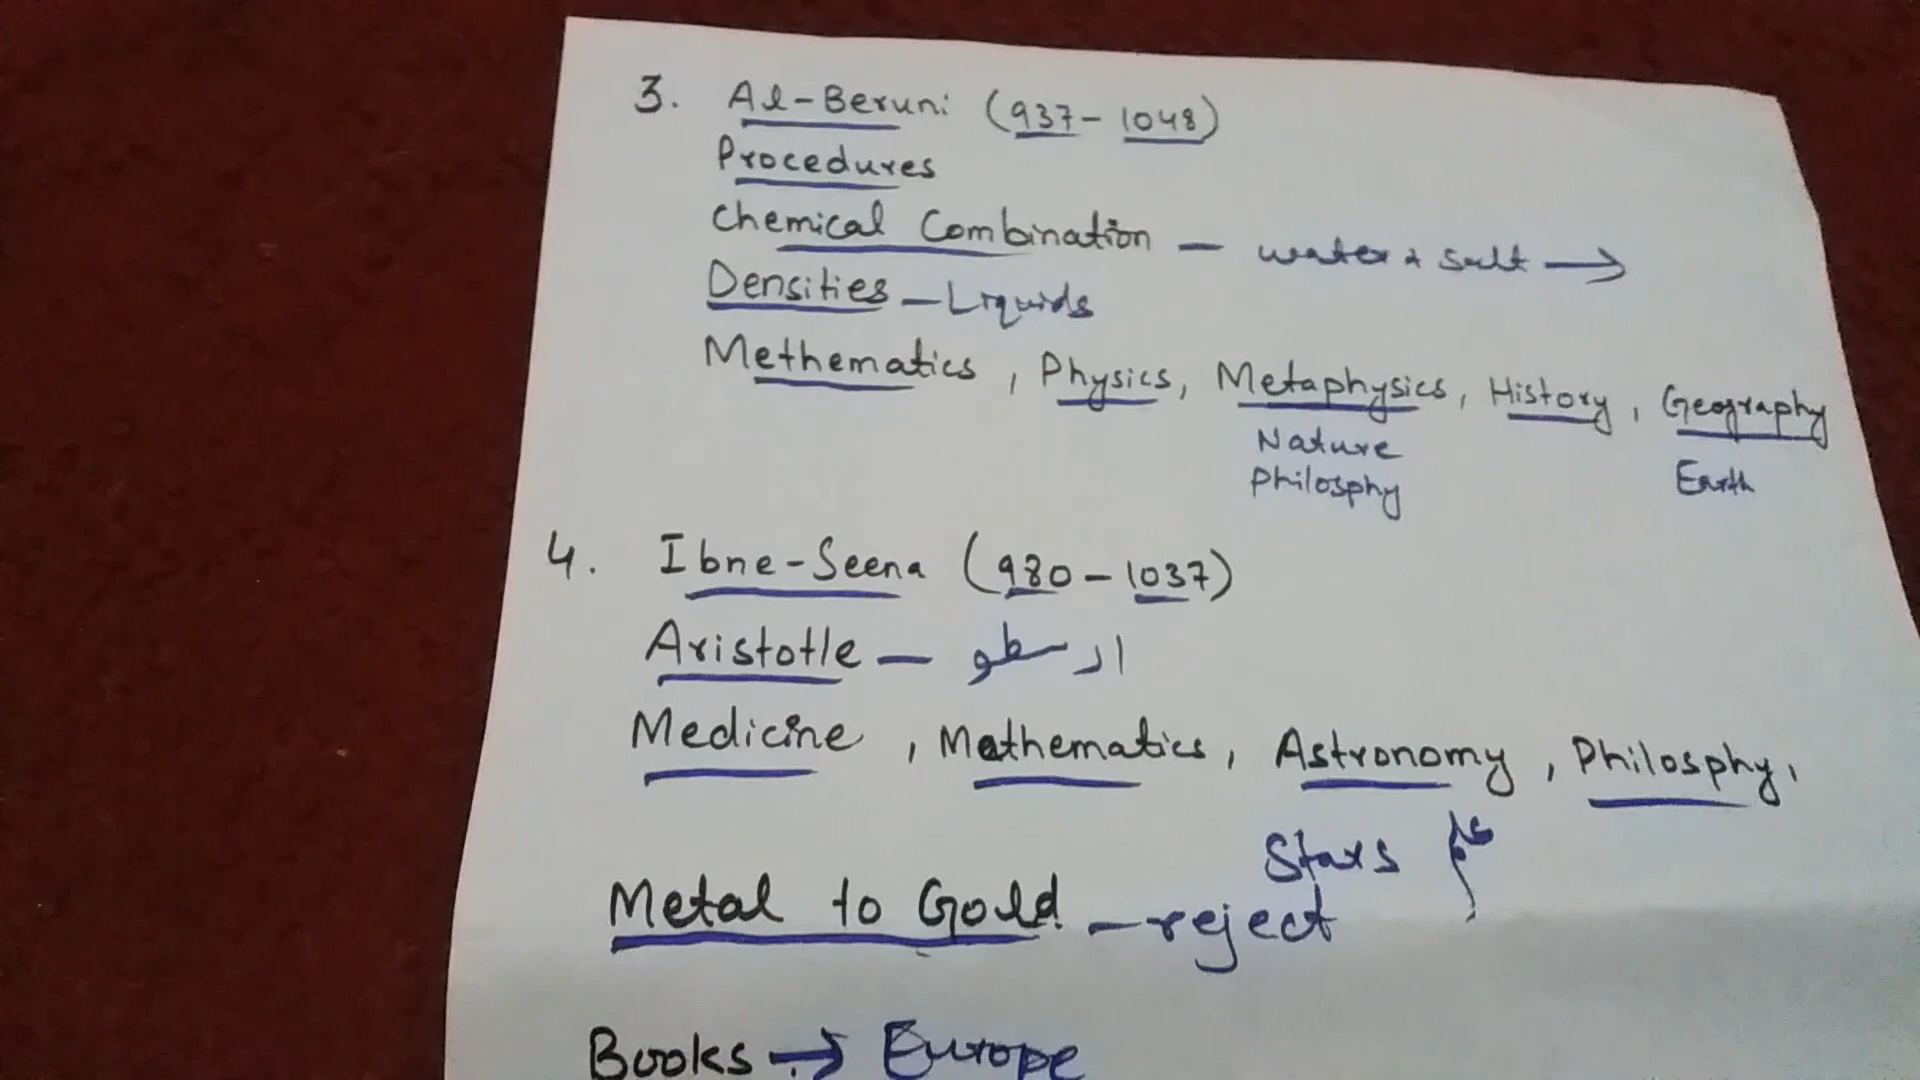 3. Al-Beruni (937-1048)
Procedures
Chemical Combination — water + salt →
Densities — Liquids
Methematics, Physics, Metaphysics, History, Geography
Nature Earth
Philosphy
4. Ibne-Seena (980-1037)
Aristotle — ارسطو
Medicine, Mathematics, Astronomy, Philosphy,
Stars
Metal to Gold. — reject
Books → Europe